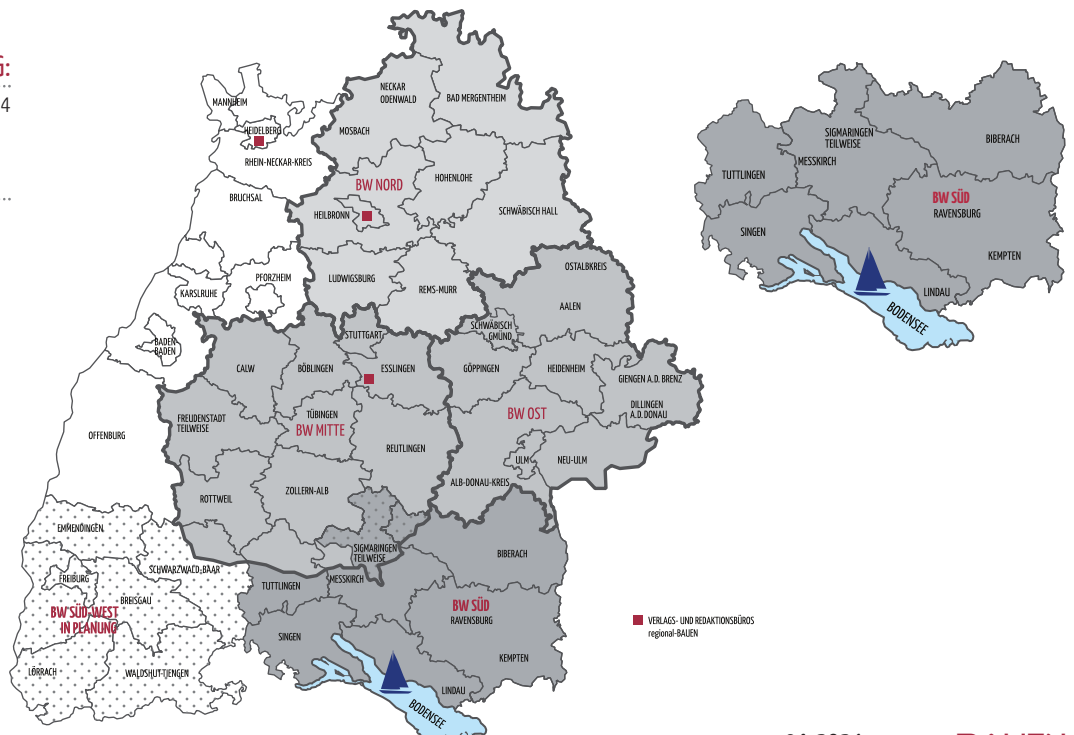 G:
4
MANNHEIM
HEIDELBERG
RHEIN-NECKAR-KREIS
BRUCHSAL
KARLSRUHE
PFORZHEIM
BADEN-
BADEN
OFFENBURG
NECKAR
ODENWALD
BAD MERGENTHEIM
MOSBACH
BW NORD
HOHENLOHE
HEILBRONN
SCHWÄBISCH HALL
LUDWIGSBURG
REMS-MURR
OSTALBKREIS
AALEN
SCHWÄBISCH
GMÜND
GÖPPINGEN
HEIDENHEIM
GIENGEN A.D. BRENZ
DILLINGEN
A.D.DONAU
BW OST
ULM
NEU-ULM
ALB-DONAU-KREIS
STUTTGART
CALW
BÖBLINGEN
ESSLINGEN
FREUDENSTADT
TEILWEISE
TÜBINGEN
BW MITTE
REUTLINGEN
ROTTWEIL
ZOLLERN-ALB
SIGMARINGEN
TEILWEISE
EMMENDINGEN
FREIBURG
SCHWARZWALD-BAAR
BREISGAU
BW SÜD-WEST
IN PLANUNG
LÖRRACH
WALDSHUT-TIENGEN
TUTTLINGEN
MESSKIRCH
BIBERACH
BW SÜD
RAVENSBURG
SINGEN
KEMPTEN
LINDAU
BODENSEE
SIGMARINGEN
TEILWEISE
BIBERACH
MESSKIRCH
TUTTLINGEN
BW SÜD
RAVENSBURG
SINGEN
KEMPTEN
LINDAU
BODENSEE
VERLAGS- UND REDAKTIONSBÜROS
regional-BAUEN